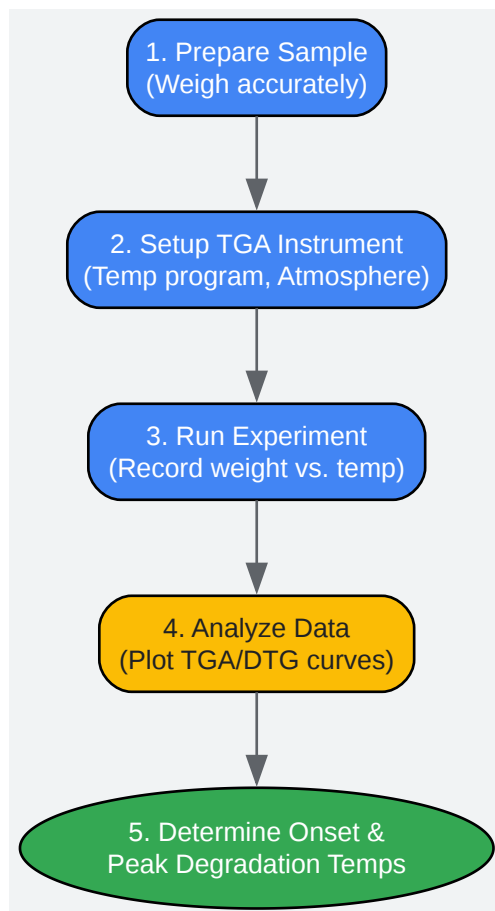 1. Prepare Sample
(Weigh accurately)
2. Setup TGA Instrument
(Temp program, Atmosphere)
3. Run Experiment
(Record weight vs. temp)
4. Analyze Data
(Plot TGA/DTG curves)
5. Determine Onset &
Peak Degradation Temps